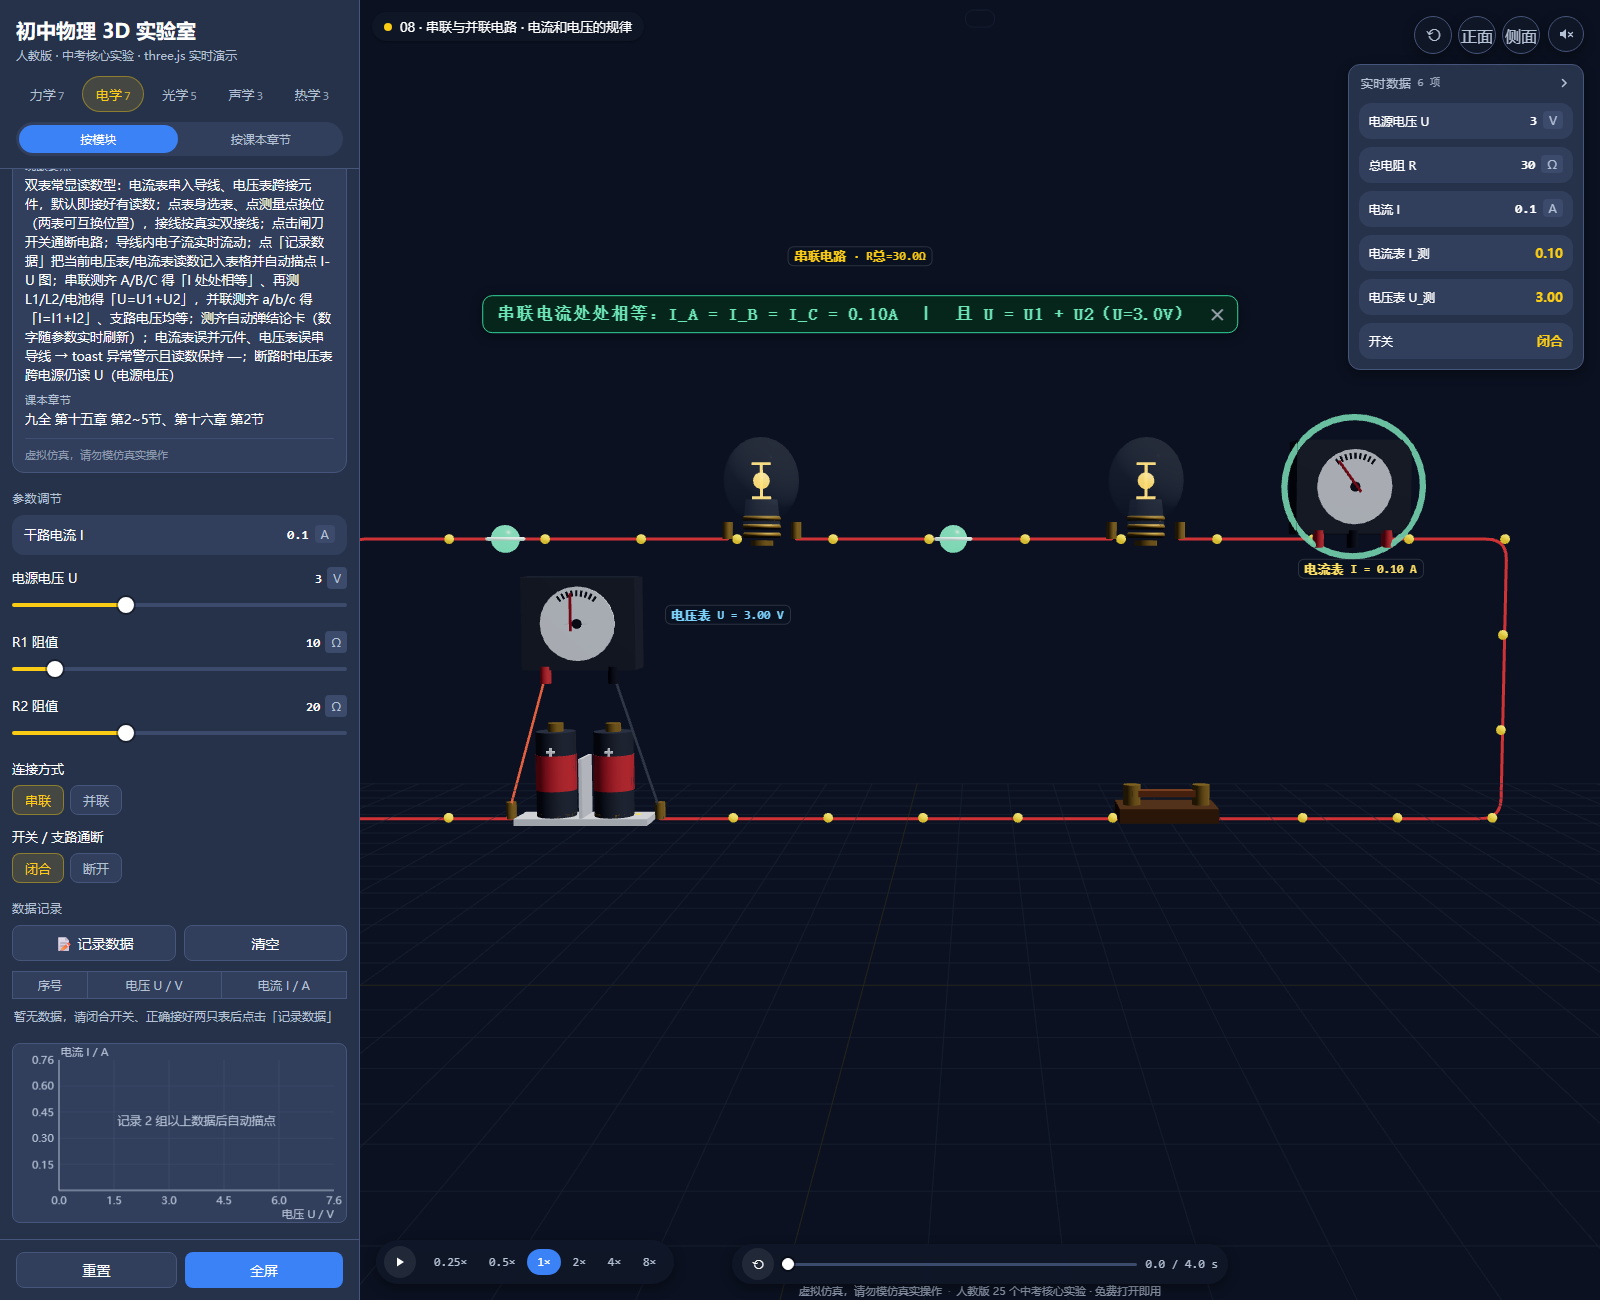 初中物理 3D 实验室
人教版 · 中考核心实验 · three.js 实时演示
力学 7
电学 7
光学 5
声学 3
热学 3
按模块
按课本章节
双表常显读数型：电流表串入导线、电压表跨接元
件，默认即接好有读数；点表身选表、点测量点换位
（两表可互换位置），接线按真实双接线；点击闸刀
开关通断电路；导线内电子流实时流动；点「记录数
据」把当前电压表/电流表读数记入表格并自动描点 I-
U 图；串联测齐 A/B/C 得「I 处处相等」、再测
L1/L2/电池得「U=U1+U2」，并联测齐 a/b/c 得
「I=I1+I2」、支路电压均等；测齐自动弹结论卡（数
字随参数实时刷新）；电流表误并元件、电压表误串
导线 → toast 异常警示且读数保持 —；断路时电压表
跨电源仍读 U（电源电压）
课本章节
九全 第十五章 第2~5节、第十六章 第2节
虚拟仿真，请勿模仿真实操作
参数调节
干路电流 I 0.1 A
电源电压 U 3 V
R1 阻值 10 Ω
R2 阻值 20 Ω
连接方式
串联
并联
开关 / 支路通断
闭合
断开
数据记录
📝 记录数据
清空
序号
电压 U / V
电流 I / A
暂无数据，请闭合开关、正确接好两只表后点击「记录数据」
电流 I / A
0.76
0.60
0.45
0.30
0.15
记录 2 组以上数据后自动描点
0.0 1.5 3.0 4.5 6.0 7.6
电压 U / V
重置
全屏
08 · 串联与并联电路 · 电流和电压的规律
正面
侧面
实时数据 6 项
电源电压 U 3 V
总电阻 R 30 Ω
电流 I 0.1 A
电流表 I_测 0.10
电压表 U_测 3.00
开关 闭合
串联电路 · R总=30.0Ω
串联电流处处相等：I_A = I_B = I_C = 0.10A | 且 U = U1 + U2（U=3.0V）
电流表 I = 0.10 A
电压表 U = 3.00 V
+ +
0.25× 0.5× 1× 2× 4× 8×
0.0 / 4.0 s
虚拟仿真，请勿模仿真实操作 · 人教版 25 个中考核心实验 · 免费打开即用